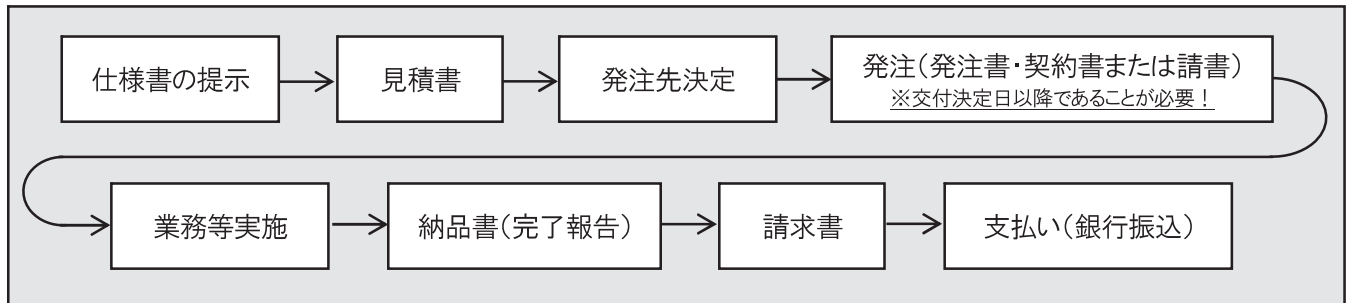 仕様書の提示
見積書
発注先決定
発注（発注書・契約書または請書）
※交付決定日以降であることが必要！
業務等実施
納品書（完了報告）
請求書
支払い（銀行振込）